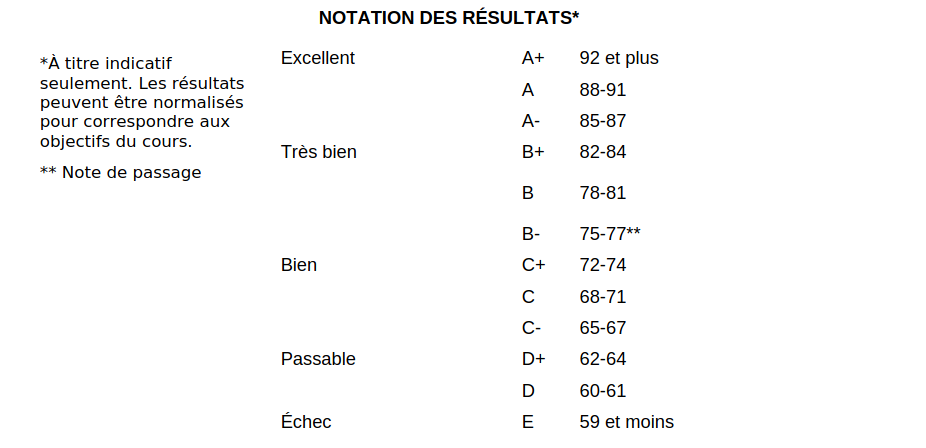 NOTATION DES RÉSULTATS*
*À titre indicatif
seulement. Les résultats
peuvent être normalisés
pour correspondre aux
objectifs du cours.
** Note de passage
Excellent A+ 92 et plus
A 88-91
A- 85-87
Très bien B+ 82-84
B 78-81
B- 75-77**
Bien C+ 72-74
C 68-71
C- 65-67
Passable D+ 62-64
D 60-61
Échec E 59 et moins